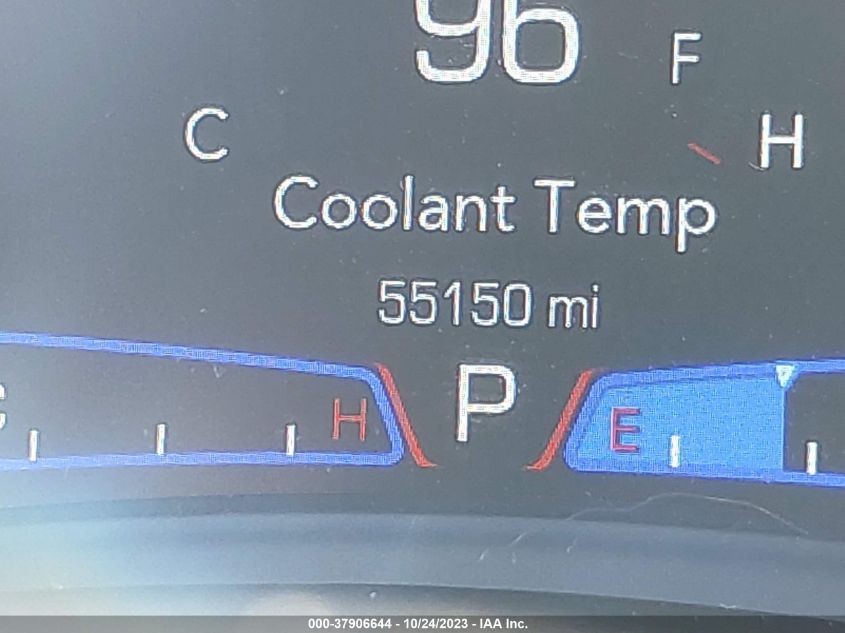 96 F
C H
Coolant Temp
55150 mi
H P E
000-37906644 - 10/24/2023 - IAA Inc.